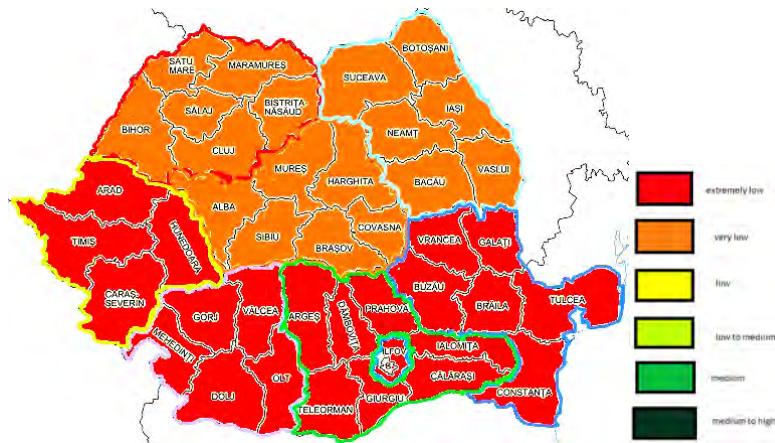 BOTOȘANI
SATU
MARE
MARAMUREȘ
SUCEAVA
SĂLAJ
BISTRIȚA
NĂSĂUD
IAȘI
BIHOR
NEAMȚ
CLUJ
MUREȘ
HARGHITA
BACĂU
VASLUI
ARAD
ALBA
HUNEDOARA
COVASNA
SIBIU
BRAȘOV
TIMIȘ
VRANCEA
GALAȚI
CARAȘ
SEVERIN
BUZĂU
BRĂILA
TULCEA
GORJ
VÂLCEA
ARGEȘ
DÂMBOVIȚA
PRAHOVA
MEHEDINȚI
ILFOV
B
IALOMIȚA
CĂLĂRAȘI
DOLJ
OLT
TELEORMAN
GIURGIU
CONSTANȚA
extremely low
very low
low
low to medium
medium
medium to high